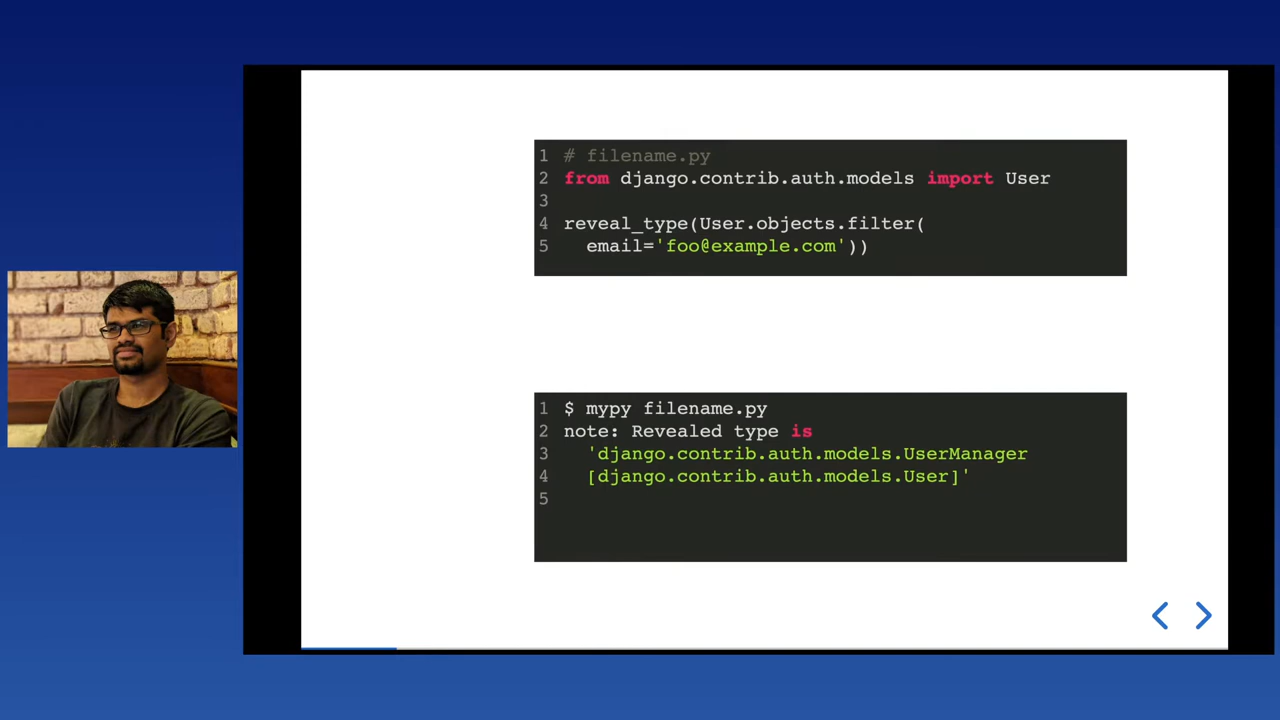 1 # filename.py
2 from django.contrib.auth.models import User
3
4 reveal_type(User.objects.filter(
5   email='foo@example.com'))
1 $ mypy filename.py
2 note: Revealed type is
3   'django.contrib.auth.models.UserManager
4   [django.contrib.auth.models.User]'
5